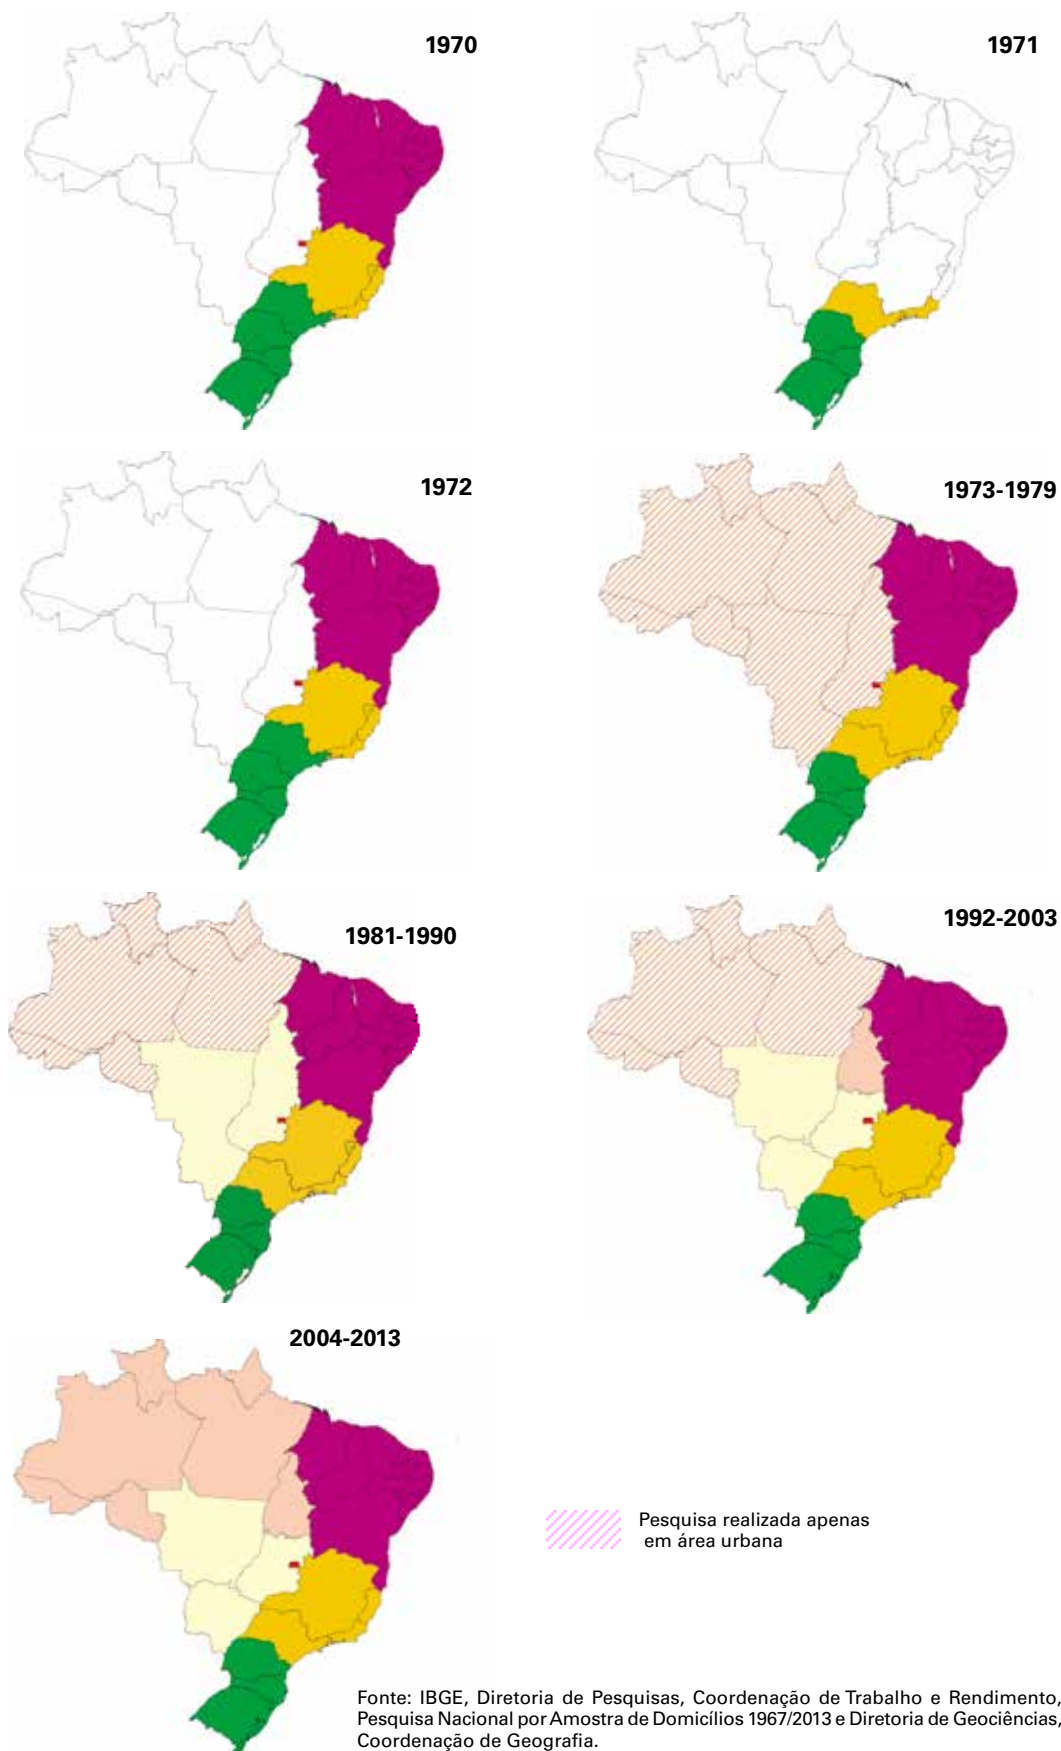 1970
1971
1972
1973-1979
1981-1990
1992-2003
2004-2013
Pesquisa realizada apenas
em área urbana
Fonte: IBGE, Diretoria de Pesquisas, Coordenação de Trabalho e Rendimento,
Pesquisa Nacional por Amostra de Domicílios 1967/2013 e Diretoria de Geociências,
Coordenação de Geografia.